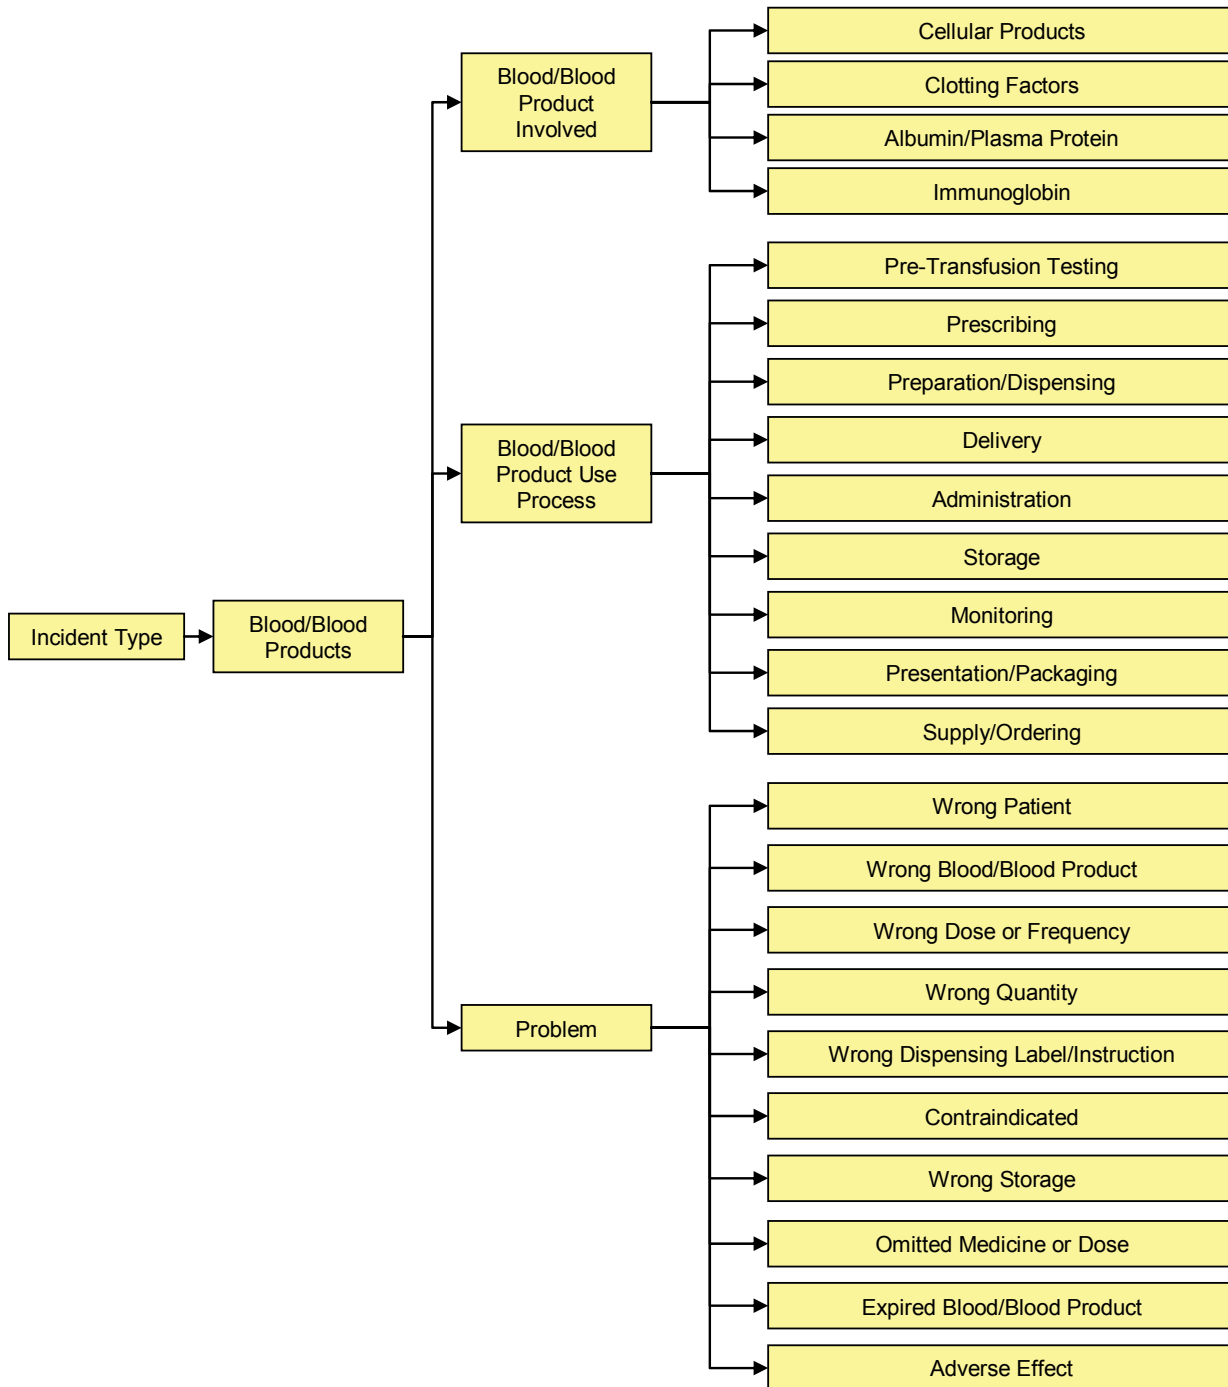 Incident Type
Blood/Blood
Products
Blood/Blood
Product
Involved
Cellular Products
Clotting Factors
Albumin/Plasma Protein
Immunoglobin
Blood/Blood
Product Use
Process
Pre-Transfusion Testing
Prescribing
Preparation/Dispensing
Delivery
Administration
Storage
Monitoring
Presentation/Packaging
Supply/Ordering
Problem
Wrong Patient
Wrong Blood/Blood Product
Wrong Dose or Frequency
Wrong Quantity
Wrong Dispensing Label/Instruction
Contraindicated
Wrong Storage
Omitted Medicine or Dose
Expired Blood/Blood Product
Adverse Effect